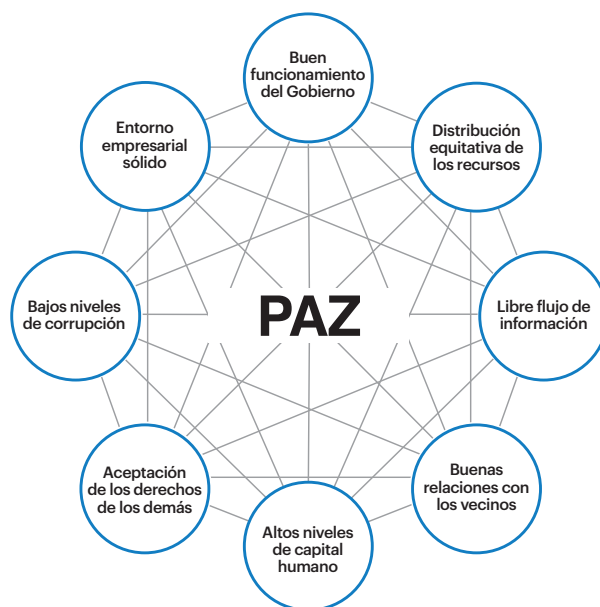 Buen
funcionamiento
del Gobierno
Distribución
equitativa de
los recursos
Libre flujo de
información
Buenas
relaciones con
los vecinos
Altos niveles
de capital
humano
Aceptación
de los derechos
de los demás
Bajos niveles
de corrupción
Entorno
empresarial
sólido
PAZ